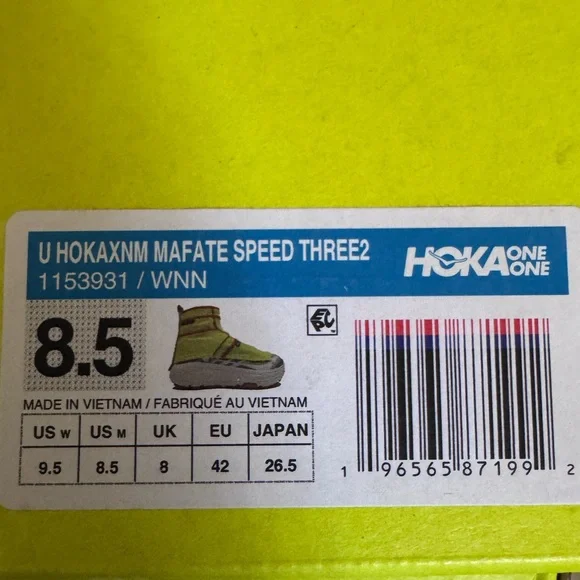 U HOKAXNM MAFATE SPEED THREE2
1153931 / WNN
HOKA ONE ONE
8.5
MADE IN VIETNAM / FABRIQUÉ AU VIETNAM
US W US M UK EU JAPAN
9.5 8.5 8 42 26.5
1 96565 87199 2